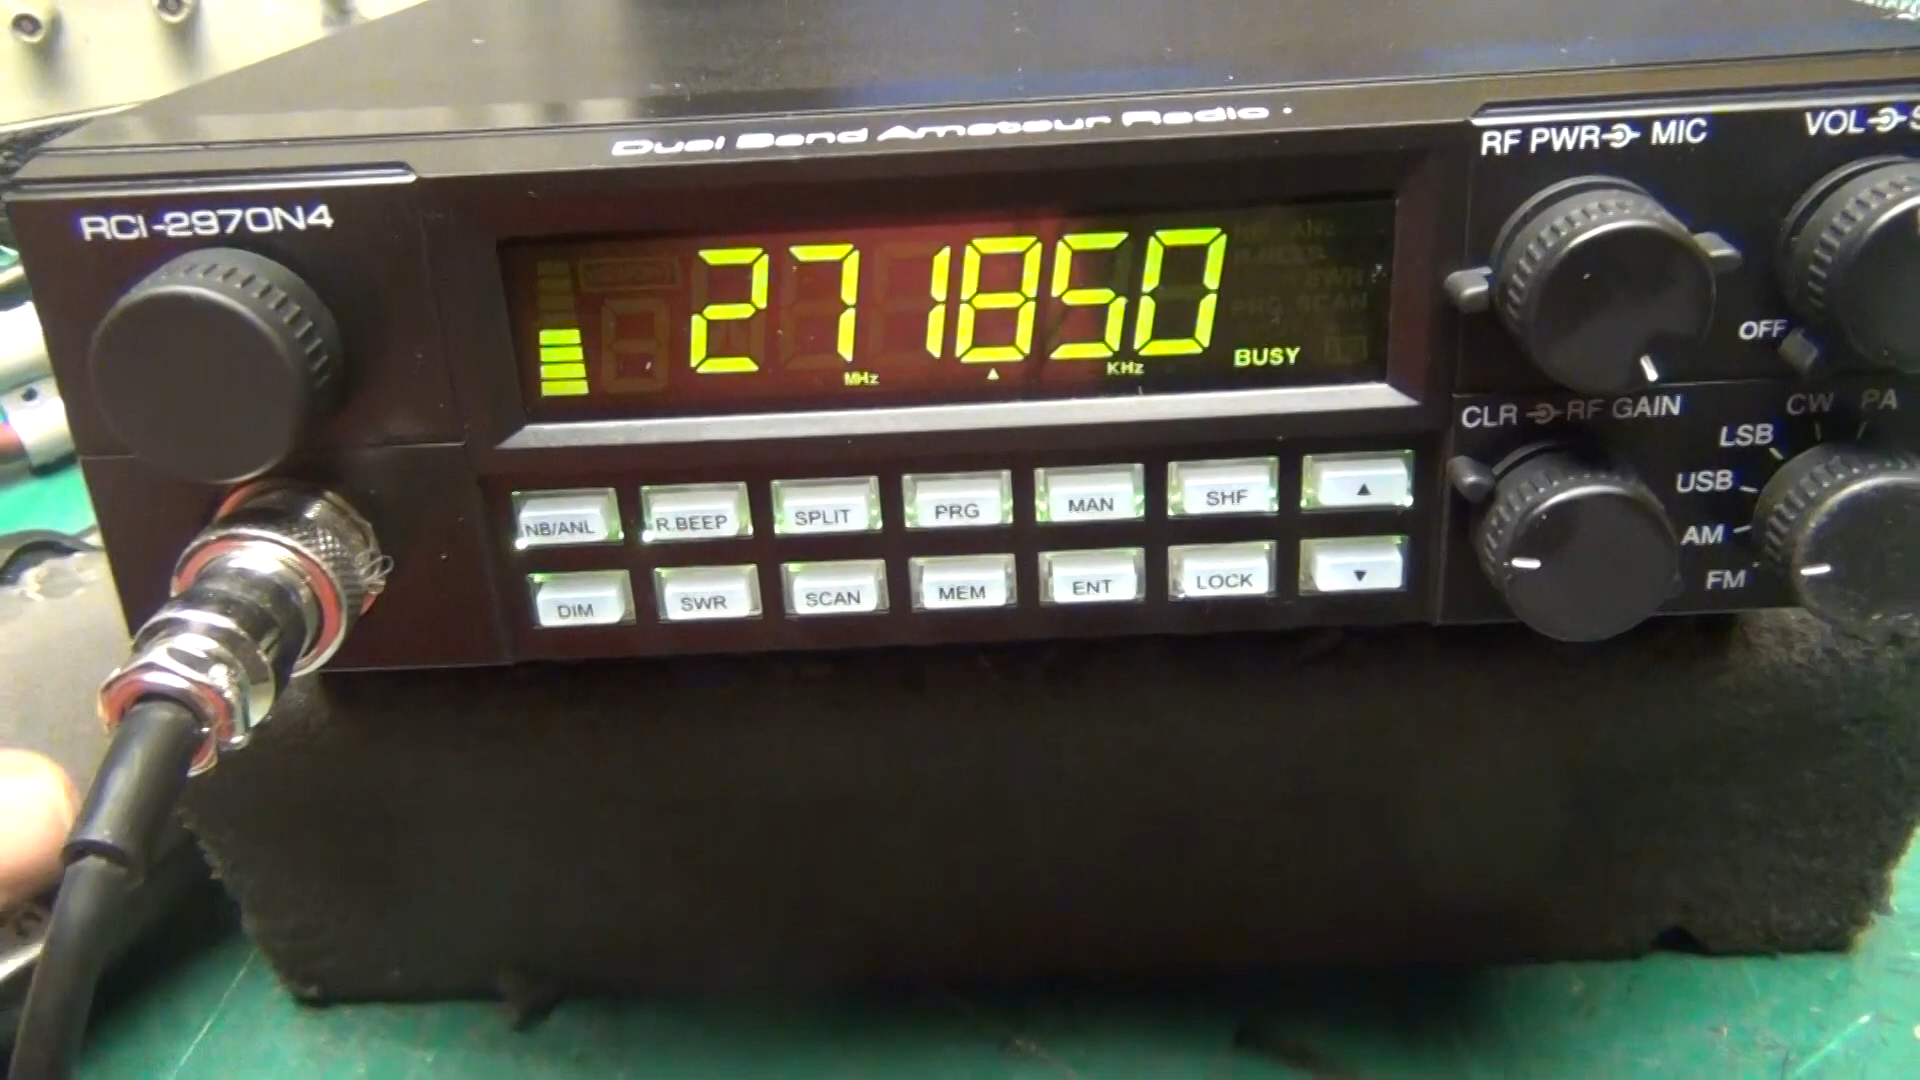 Dual Band Amateur Radio
RCI-2970N4
RF PWR MIC
VOL
271850
MHz
KHz
BUSY
SWR
PRG SCAN
OFF
CLR RF GAIN
CW PA
LSB
USB
AM
FM
NB/ANL R.BEEP SPLIT PRG MAN SHF ▲
DIM SWR SCAN MEM ENT LOCK ▼